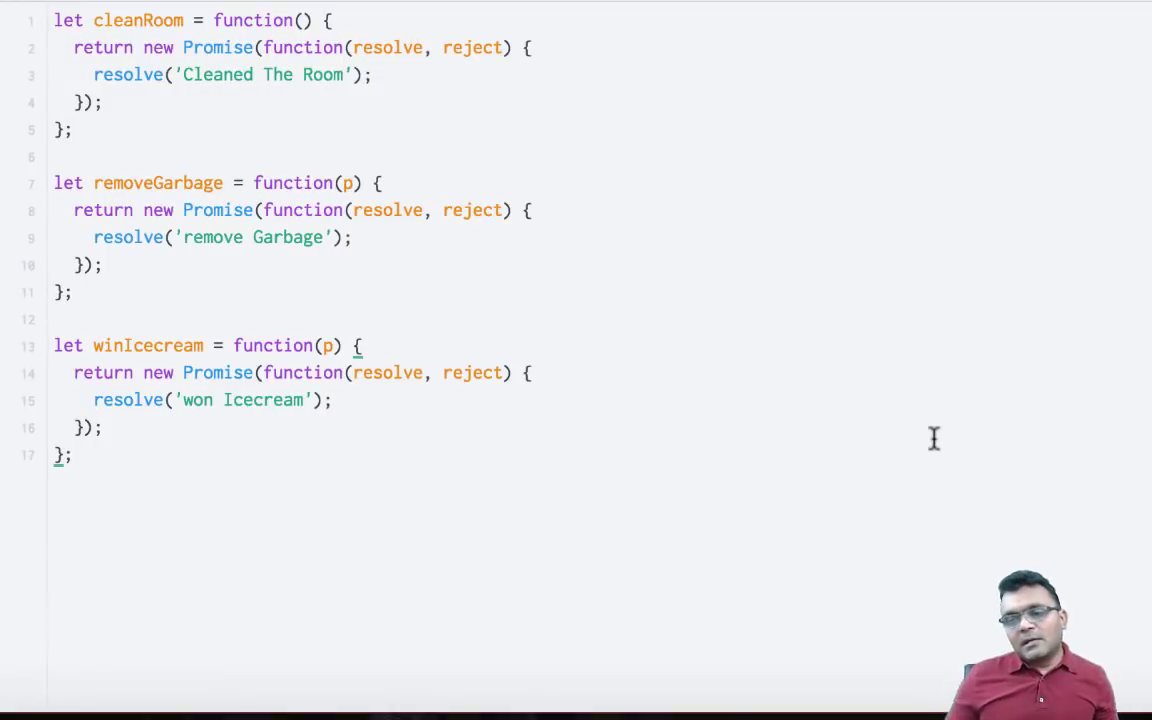 1 let cleanRoom = function() {
2   return new Promise(function(resolve, reject) {
3     resolve('Cleaned The Room');
4   });
5 };
6
7 let removeGarbage = function(p) {
8   return new Promise(function(resolve, reject) {
9     resolve('remove Garbage');
10   });
11 };
12
13 let winIcecream = function(p) {
14   return new Promise(function(resolve, reject) {
15     resolve('won Icecream');
16   });
17 };